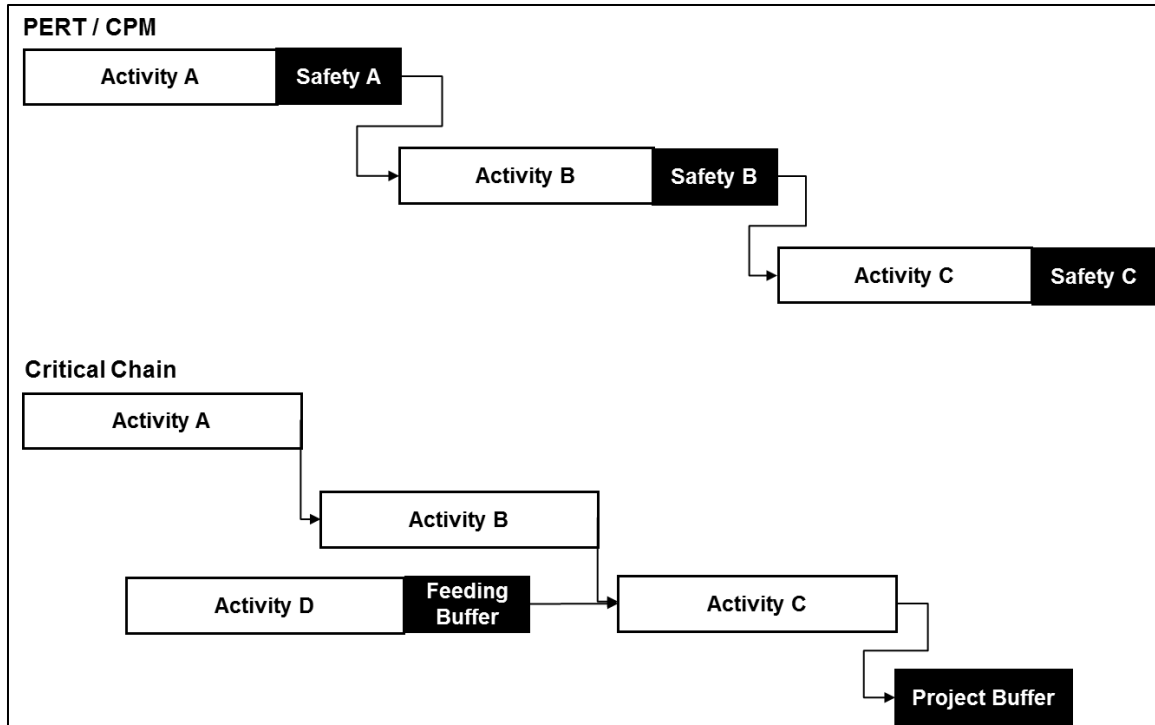 PERT / CPM
Activity A
Safety A
Activity B
Safety B
Activity C
Safety C
Critical Chain
Activity A
Activity B
Activity D
Feeding
Buffer
Activity C
Project Buffer